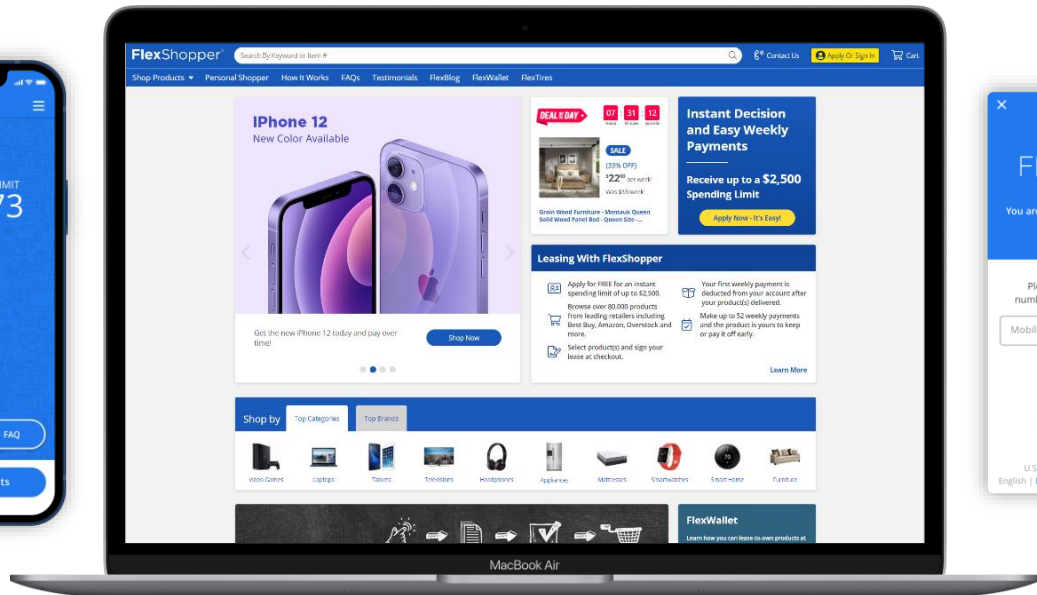 FlexShopper
Search By Keyword or Item #
Contact Us
Apply Or Sign In
Cart
Shop Products
Personal Shopper
How It Works
FAQs
Testimonials
FlexBlog
FlexWallet
FlexTires
IPhone 12
New Color Available
Get the new iPhone 12 today and pay over
time!
Shop Now
DEAL OF THE DAY
07 : 31 : 12
Hours Minutes Seconds
SALE
(33% OFF)
$22⁰⁰ per week
Was $33/week
Grain Wood Furniture - Montauk Queen
Solid Wood Panel Bed - Queen Size -...
Instant Decision
and Easy Weekly
Payments
Receive up to a $2,500
Spending Limit
Apply Now - It's Easy!
Leasing With FlexShopper
Apply for FREE for an instant
spending limit of up to $2,500.
Browse over 80,000 products
from leading retailers including
Best Buy, Amazon, Overstock and
more.
Select product(s) and sign your
lease at checkout.
Your first weekly payment is
deducted from your account after
your product(s) delivered.
Make up to 52 weekly payments
and the product is yours to keep
or pay it off early.
Learn More
Shop by
Top Categories
Top Brands
Video Games
Laptops
Tablets
Televisions
Headphones
Appliances
Mattresses
Smartwatches
Smart Home
Furniture
FlexWallet
Learn how you can lease to own products at
MacBook Air
73
FAQ
You are
English |